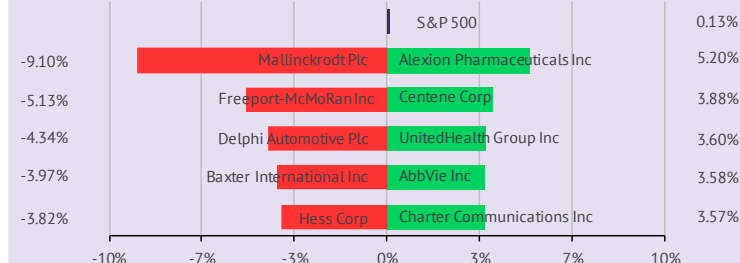 S&P 500 0.13%
-9.10% Mallinckrodt Plc Alexion Pharmaceuticals Inc 5.20%
-5.13% Freeport-McMoRan Inc Centene Corp 3.88%
-4.34% Delphi Automotive Plc UnitedHealth Group Inc 3.60%
-3.97% Baxter International Inc AbbVie Inc 3.58%
-3.82% Hess Corp Charter Communications Inc 3.57%
-10% -7% -3% 0% 3% 7% 10%